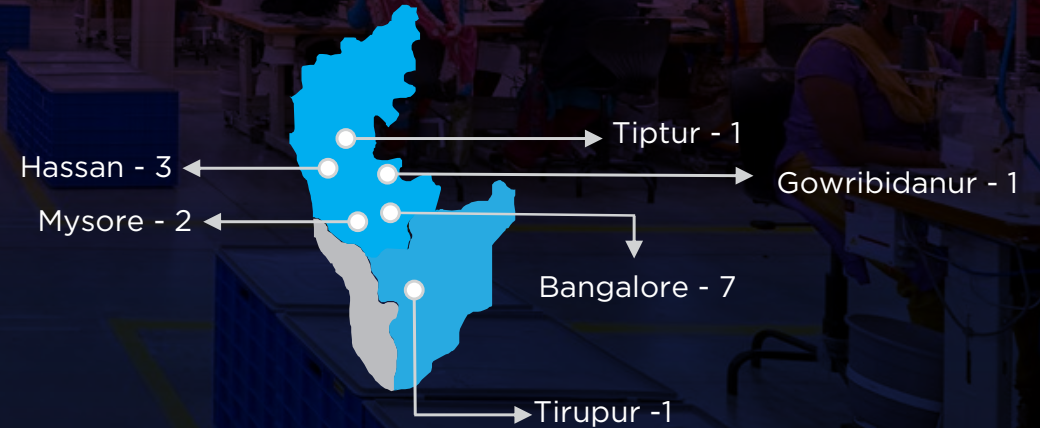 Tiptur - 1
Hassan - 3
Gowribidanur - 1
Mysore - 2
Bangalore - 7
Tirupur -1